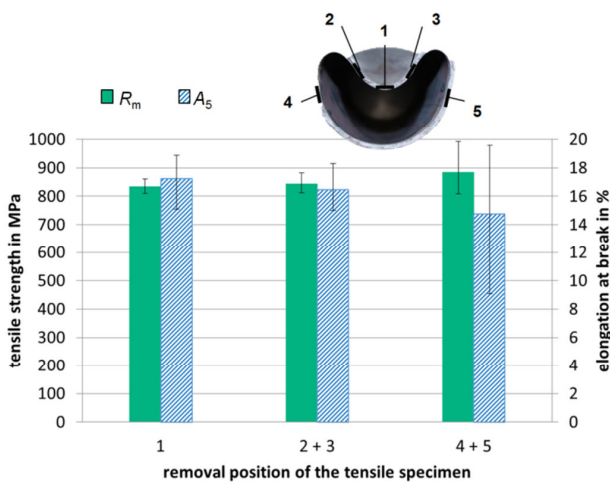 2 1 3
4 5
Rm A5
1000 20
900 18
800 16
700 14
600 12
500 10
400 8
300 6
200 4
100 2
0 0
tensile strength in MPa
elongation at break in %
1 2 + 3 4 + 5
removal position of the tensile specimen